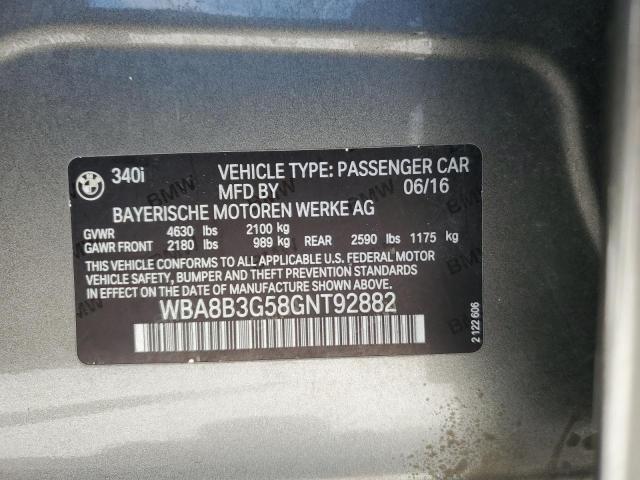 340i VEHICLE TYPE: PASSENGER CAR
MFD BY 06/16
BAYERISCHE MOTOREN WERKE AG
GVWR 4630 lbs 2100 kg
GAWR FRONT 2180 lbs 989 kg REAR 2590 lbs 1175 kg
THIS VEHICLE CONFORMS TO ALL APPLICABLE FEDERAL MOTOR
VEHICLE SAFETY, BUMPER AND THEFT PREVENTION STANDARDS
IN EFFECT ON THE DATE OF MANUFACTURE SHOWN ABOVE.
WBA8B3G58GNT92882
2 122 606